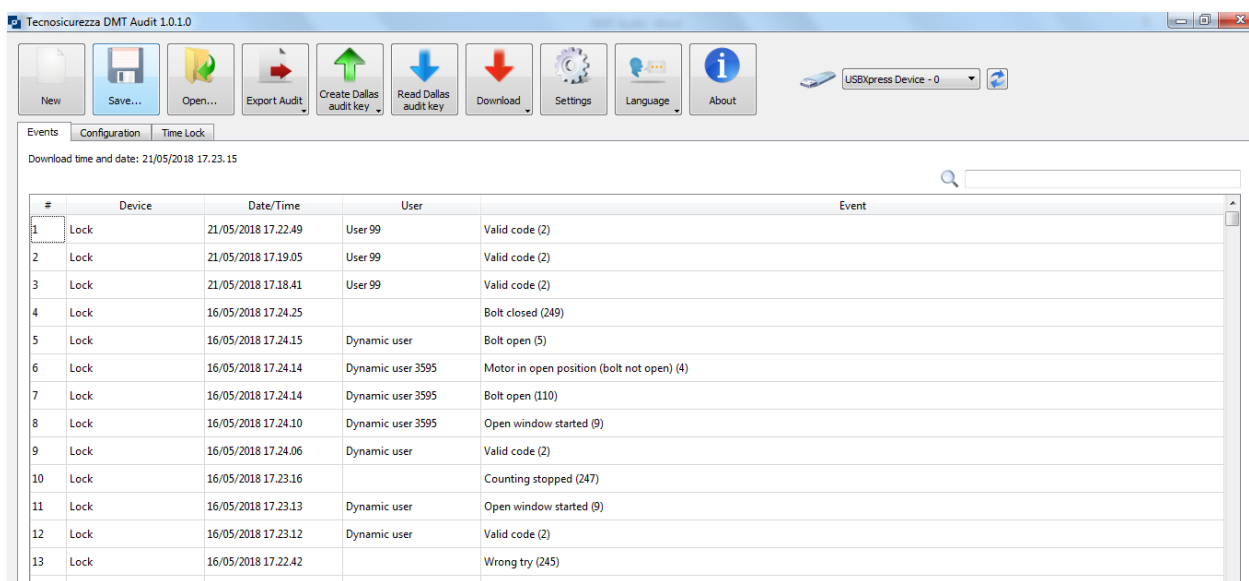 Tecnosicurezza DMT Audit 1.0.1.0
New Save... Open... Export Audit Create Dallas audit key Read Dallas audit key Download Settings Language About USBXpress Device - 0
Events Configuration Time Lock
Download time and date: 21/05/2018 17.23.15
# Device Date/Time User Event
1 Lock 21/05/2018 17.22.49 User 99 Valid code (2)
2 Lock 21/05/2018 17.19.05 User 99 Valid code (2)
3 Lock 21/05/2018 17.18.41 User 99 Valid code (2)
4 Lock 16/05/2018 17.24.25 Bolt closed (249)
5 Lock 16/05/2018 17.24.15 Dynamic user Bolt open (5)
6 Lock 16/05/2018 17.24.14 Dynamic user 3595 Motor in open position (bolt not open) (4)
7 Lock 16/05/2018 17.24.14 Dynamic user 3595 Bolt open (110)
8 Lock 16/05/2018 17.24.10 Dynamic user 3595 Open window started (9)
9 Lock 16/05/2018 17.24.06 Dynamic user Valid code (2)
10 Lock 16/05/2018 17.23.16 Counting stopped (247)
11 Lock 16/05/2018 17.23.13 Dynamic user Open window started (9)
12 Lock 16/05/2018 17.23.12 Dynamic user Valid code (2)
13 Lock 16/05/2018 17.22.42 Wrong try (245)